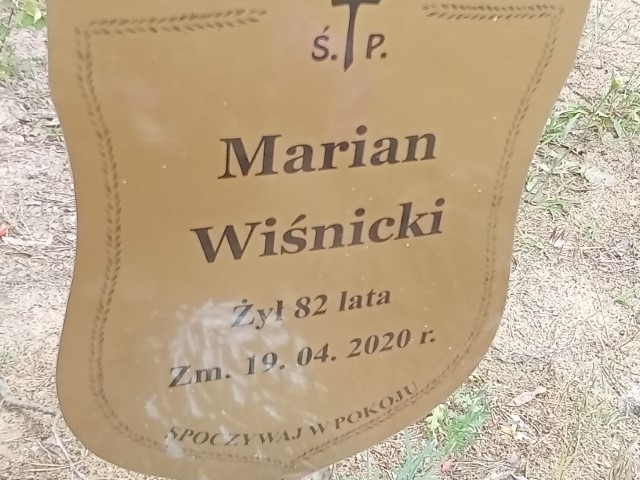 Ś. P.
Marian
Wiśnicki
Żył 82 lata
Zm. 19. 04. 2020 r.
SPOCZYWAJ W POKOJU